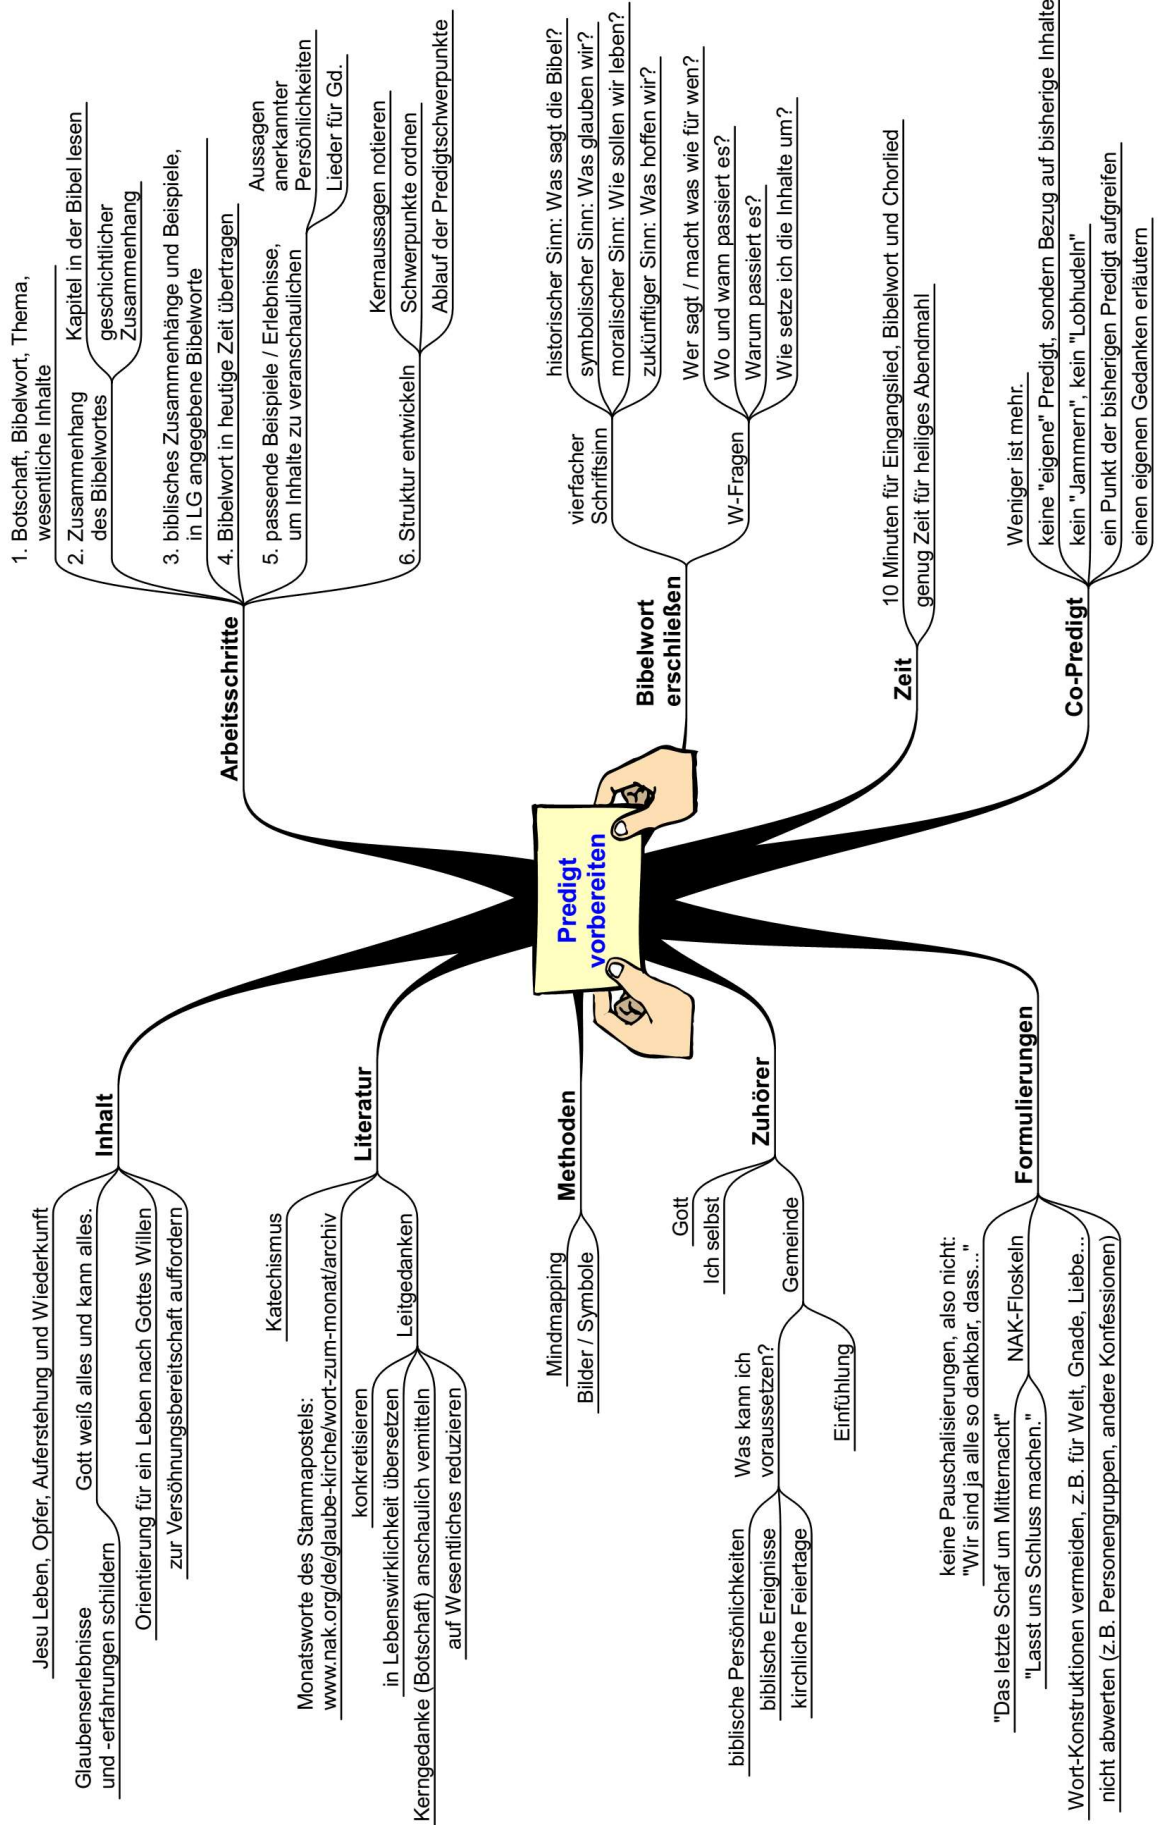 Predigt
vorbereiten
Arbeitsschritte
1. Botschaft, Bibelwort, Thema,
wesentliche Inhalte
2. Zusammenhang
des Bibelwortes
Kapitel in der Bibel lesen
geschichtlicher
Zusammenhang
3. biblisches Zusammenhänge und Beispiele,
in LG angegebene Bibelworte
4. Bibelwort in heutige Zeit übertragen
5. passende Beispiele / Erlebnisse,
um Inhalte zu veranschaulichen
Aussagen
anerkannter
Persönlichkeiten
Lieder für Gd.
6. Struktur entwickeln
Kernaussagen notieren
Schwerpunkte ordnen
Ablauf der Predigtschwerpunkte
Bibelwort
erschließen
vierfacher
Schriftsinn
historischer Sinn: Was sagt die Bibel?
symbolischer Sinn: Was glauben wir?
moralischer Sinn: Wie sollen wir leben?
zukünftiger Sinn: Was hoffen wir?
W-Fragen
Wer sagt / macht was wie für wen?
Wo und wann passiert es?
Warum passiert es?
Wie setze ich die Inhalte um?
Zeit
10 Minuten für Eingangslied, Bibelwort und Chorlied
genug Zeit für heiliges Abendmahl
Co-Predigt
Weniger ist mehr.
keine "eigene" Predigt, sondern Bezug auf bisherige Inhalte
kein "Jammern", kein "Lobhudeln"
ein Punkt der bisherigen Predigt aufgreifen
einen eigenen Gedanken erläutern
Inhalt
Jesu Leben, Opfer, Auferstehung und Wiederkunft
Gott weiß alles und kann alles.
Glaubenserlebnisse
und -erfahrungen schildern
Orientierung für ein Leben nach Gottes Willen
zur Versöhnungsbereitschaft auffordern
Literatur
Katechismus
Monatsworte des Stammapostels:
www.nak.org/de/glaube-kirche/wort-zum-monat/archiv
Leitgedanken
konkretisieren
in Lebenswirklichkeit übersetzen
Kerngedanke (Botschaft) anschaulich vermitteln
auf Wesentliches reduzieren
Methoden
Mindmapping
Bilder / Symbole
Zuhörer
Gott
Ich selbst
Gemeinde
Was kann ich
voraussetzen?
biblische Persönlichkeiten
biblische Ereignisse
kirchliche Feiertage
Einfühlung
Formulierungen
keine Pauschalisierungen, also nicht:
"Wir sind ja alle so dankbar, dass..."
NAK-Floskeln
"Das letzte Schaf um Mitternacht"
"Lasst uns Schluss machen."
Wort-Konstruktionen vermeiden, z.B. für Welt, Gnade, Liebe...
nicht abwerten (z.B. Personengruppen, andere Konfessionen)